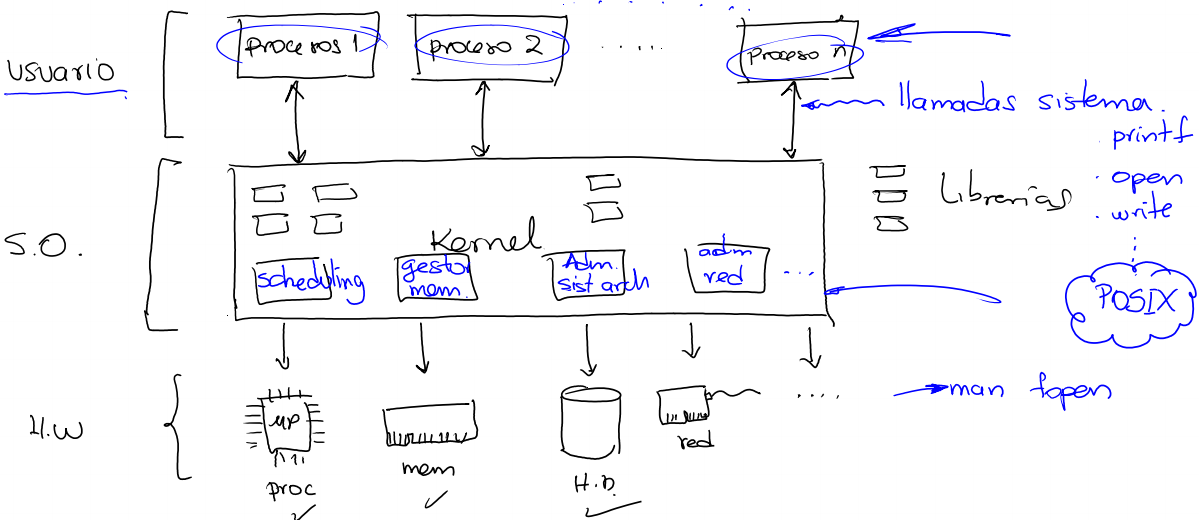 procesos 1
proceso 2
.....
proceso n
Usuario
llamadas sistema.
. printf
. open
. write
Librerias
S.O.
Kernel
scheduling
gestor
mem.
Adm.
sist arch
adm
red
...
POSIX
man fopen
H.W
MP
proc
mem
H.D.
red
....